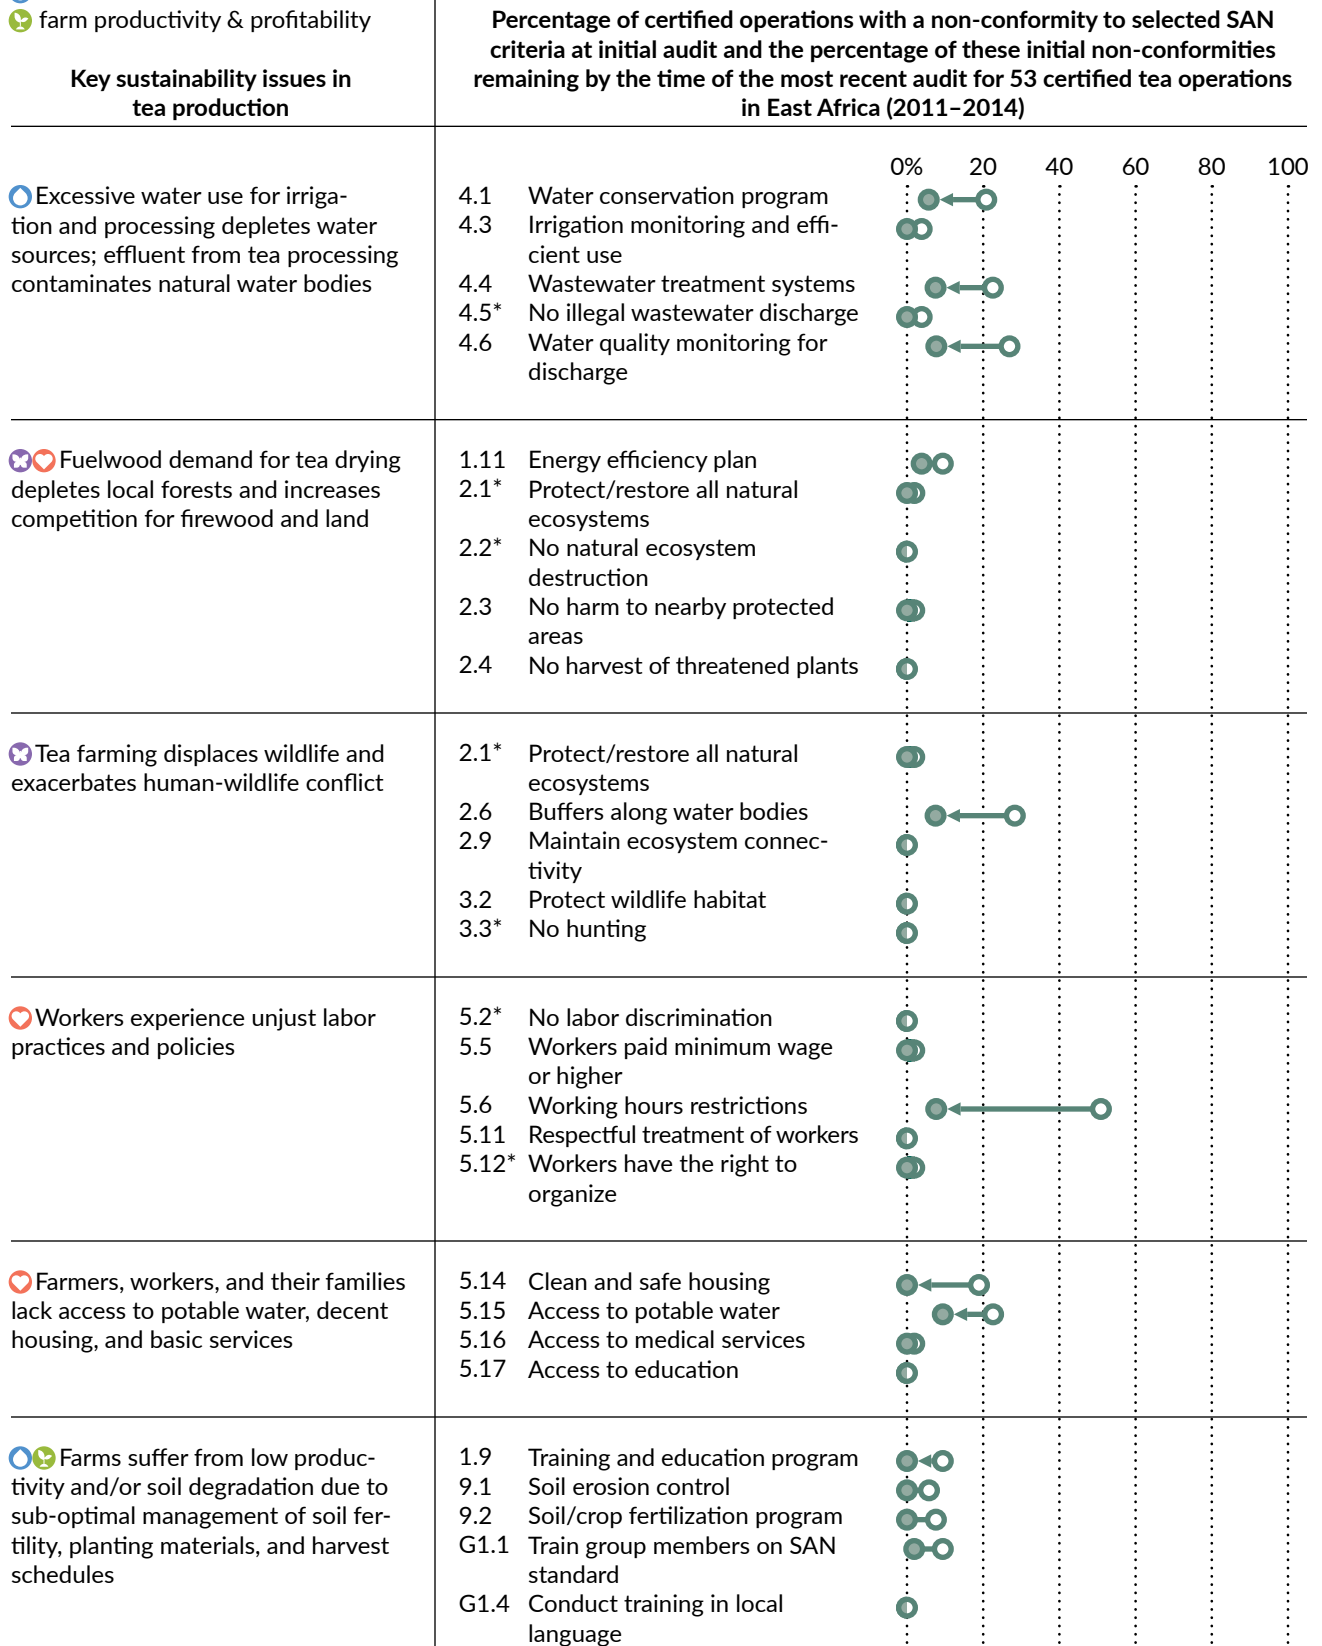 farm productivity & profitability
Key sustainability issues in
tea production
Percentage of certified operations with a non-conformity to selected SAN
criteria at initial audit and the percentage of these initial non-conformities
remaining by the time of the most recent audit for 53 certified tea operations
in East Africa (2011–2014)
0% 20 40 60 80 100
Excessive water use for irriga-
tion and processing depletes water
sources; effluent from tea processing
contaminates natural water bodies
4.1 Water conservation program
4.3 Irrigation monitoring and effi-
cient use
4.4 Wastewater treatment systems
4.5* No illegal wastewater discharge
4.6 Water quality monitoring for
discharge
Fuelwood demand for tea drying
depletes local forests and increases
competition for firewood and land
1.11 Energy efficiency plan
2.1* Protect/restore all natural
ecosystems
2.2* No natural ecosystem
destruction
2.3 No harm to nearby protected
areas
2.4 No harvest of threatened plants
Tea farming displaces wildlife and
exacerbates human-wildlife conflict
2.1* Protect/restore all natural
ecosystems
2.6 Buffers along water bodies
2.9 Maintain ecosystem connec-
tivity
3.2 Protect wildlife habitat
3.3* No hunting
Workers experience unjust labor
practices and policies
5.2* No labor discrimination
5.5 Workers paid minimum wage
or higher
5.6 Working hours restrictions
5.11 Respectful treatment of workers
5.12* Workers have the right to
organize
Farmers, workers, and their families
lack access to potable water, decent
housing, and basic services
5.14 Clean and safe housing
5.15 Access to potable water
5.16 Access to medical services
5.17 Access to education
Farms suffer from low produc-
tivity and/or soil degradation due to
sub-optimal management of soil fer-
tility, planting materials, and harvest
schedules
1.9 Training and education program
9.1 Soil erosion control
9.2 Soil/crop fertilization program
G1.1 Train group members on SAN
standard
G1.4 Conduct training in local
language